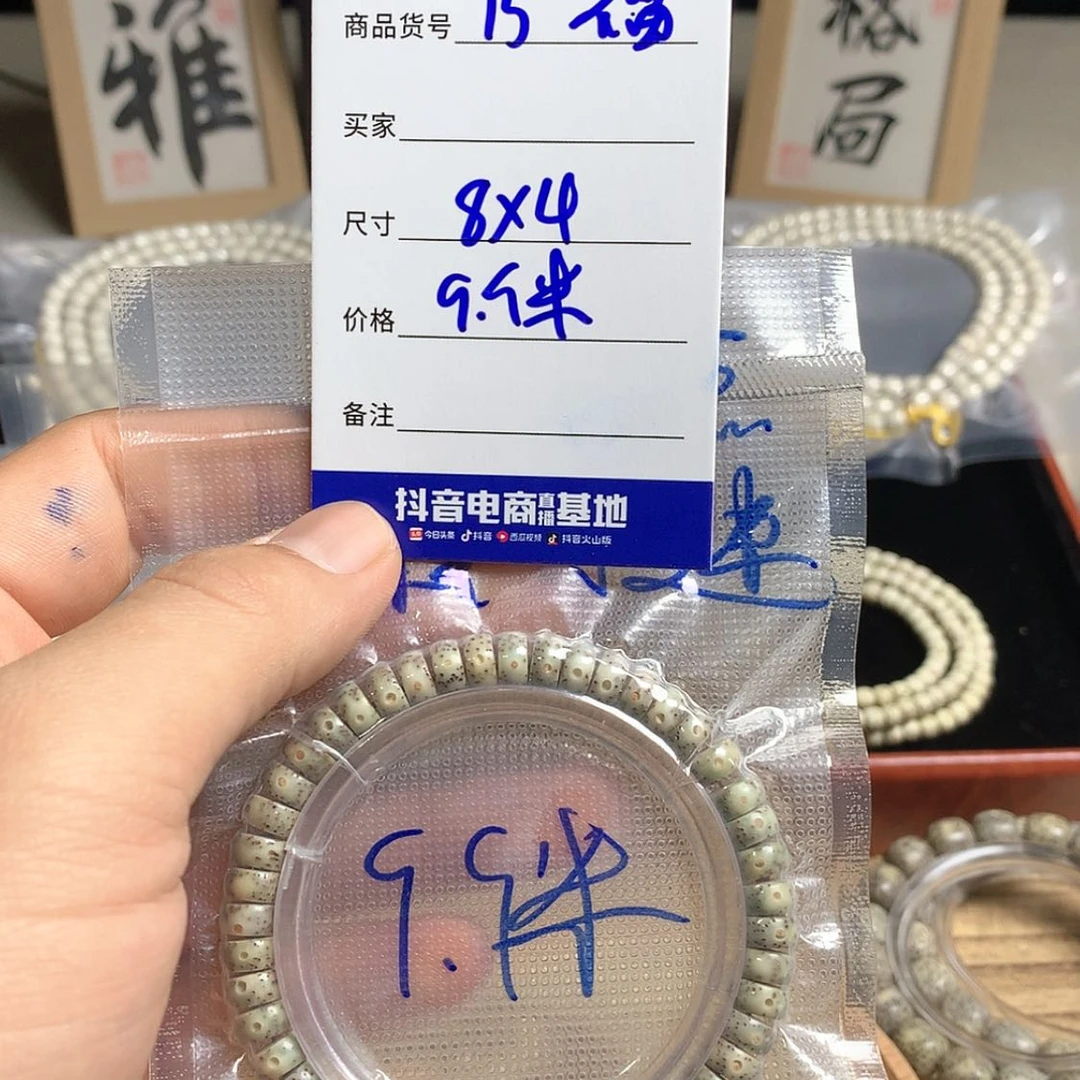 雅
格
局
商品货号 15
买家
尺寸 8X4
价格 9.9米
备注
抖音电商直播基地
今日头条 抖音 西瓜视频 抖音火山版
9.9米